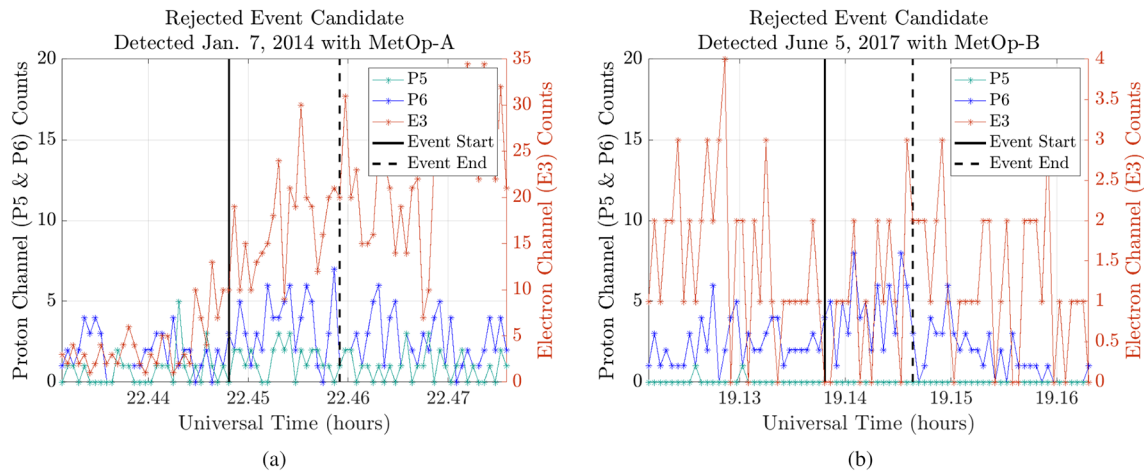 Rejected Event Candidate
Detected Jan. 7, 2014 with MetOp-A
Proton Channel (P5 & P6) Counts
20
15
10
5
0
P5
P6
E3
Event Start
Event End
35
30
25
20
15
10
5
0
Electron Channel (E3) Counts
22.44 22.45 22.46 22.47
Universal Time (hours)
(a)
Rejected Event Candidate
Detected June 5, 2017 with MetOp-B
Proton Channel (P5 & P6) Counts
20
15
10
5
0
P5
P6
E3
Event Start
Event End
4
3.5
3
2.5
2
1.5
1
0.5
0
Electron Channel (E3) Counts
19.13 19.14 19.15 19.16
Universal Time (hours)
(b)